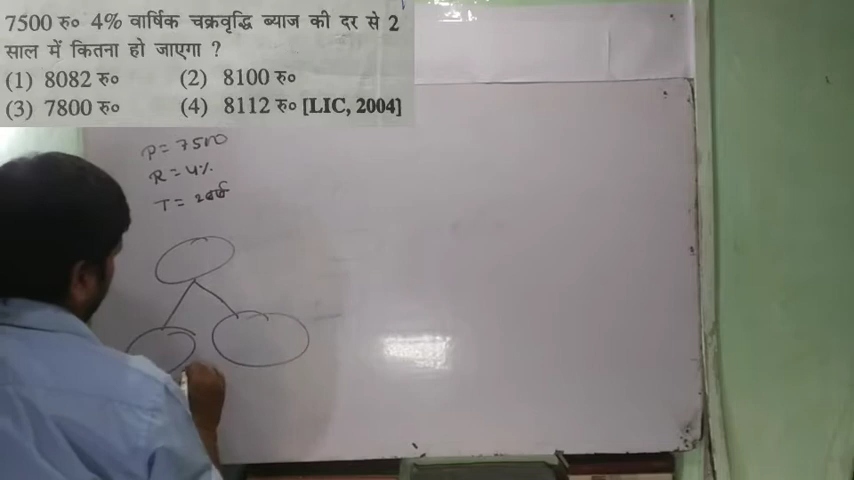 7500 रु० 4% वार्षिक चक्रवृद्धि ब्याज की दर से 2
साल में कितना हो जाएगा ?
(1) 8082 रु० (2) 8100 रु०
(3) 7800 रु० (4) 8112 रु० [LIC, 2004]
P = 7500
R = 4%
T = 2वर्ष